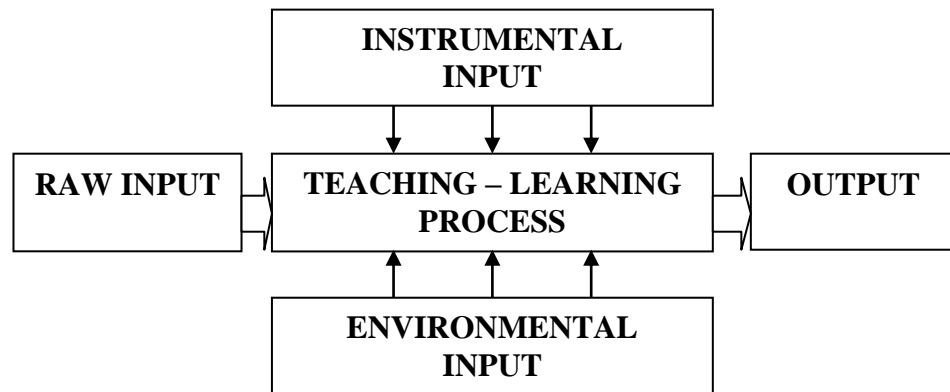 INSTRUMENTAL
INPUT
RAW INPUT
TEACHING – LEARNING
PROCESS
OUTPUT
ENVIRONMENTAL
INPUT